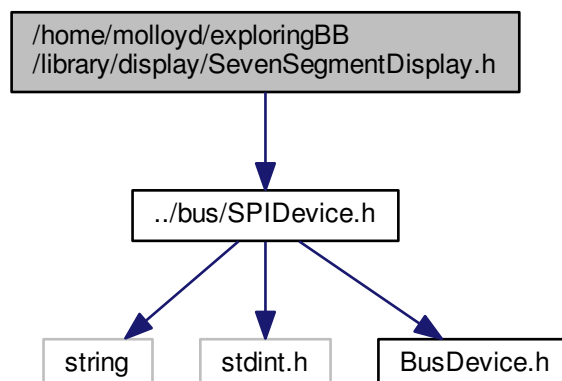 /home/molloyd/exploringBB
/library/display/SevenSegmentDisplay.h
../bus/SPIDevice.h
string
stdint.h
BusDevice.h